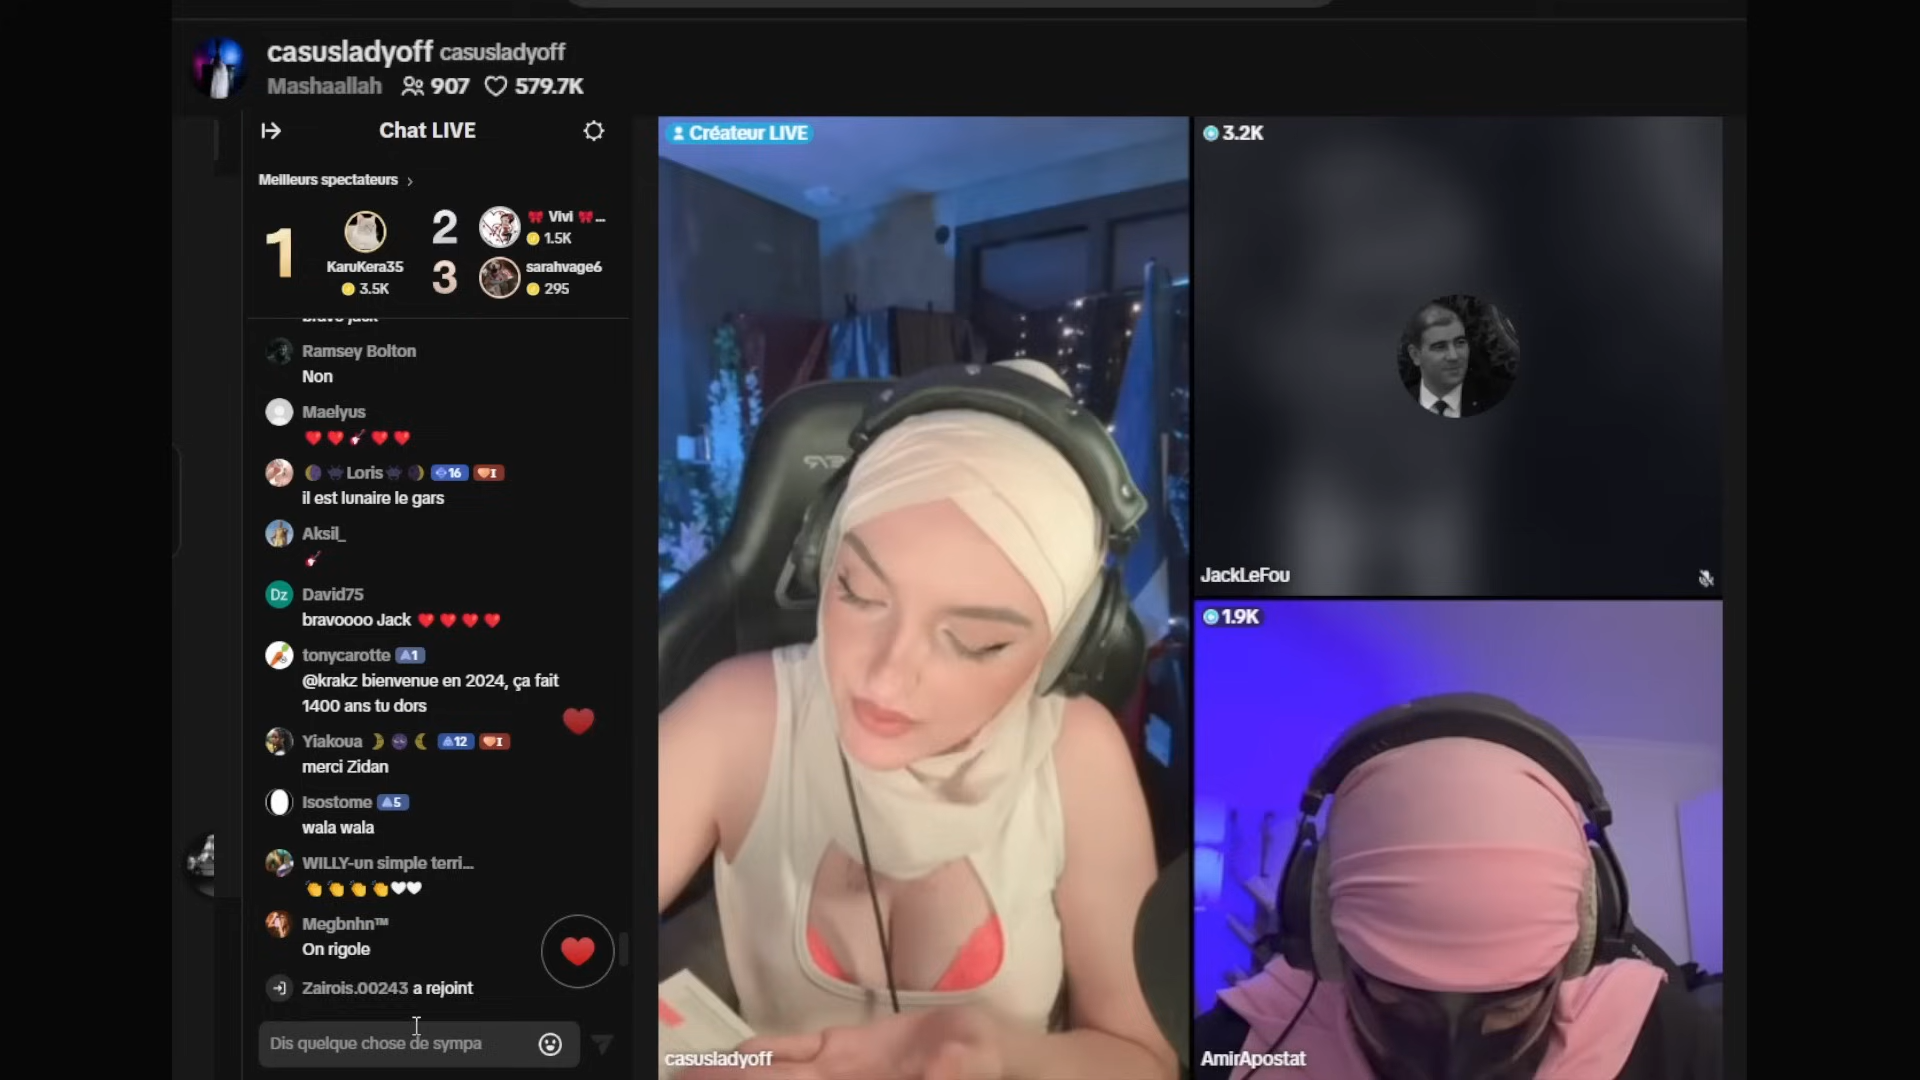 casusladyoff casusladyoff
Mashaallah 907 579.7K
Chat LIVE
Meilleurs spectateurs >
1
KaruKera35
3.5K
2
Vivi ...
1.5K
3
sarahvage6
295
bravo jack
Ramsey Bolton
Non
Maelyus
Loris 16 I
il est lunaire le gars
Aksil_
Dz David75
bravoooo Jack
tonycarotte 1
@krakz bienvenue en 2024, ça fait
1400 ans tu dors
Yiakoua 12 I
merci Zidan
Isostome 5
wala wala
WILLY-un simple terri...
Megbnhn™
On rigole
Zairois.00243 a rejoint
Dis quelque chose de sympa
Créateur LIVE
casusladyoff
3.2K
JackLeFou
1.9K
AmirApostat